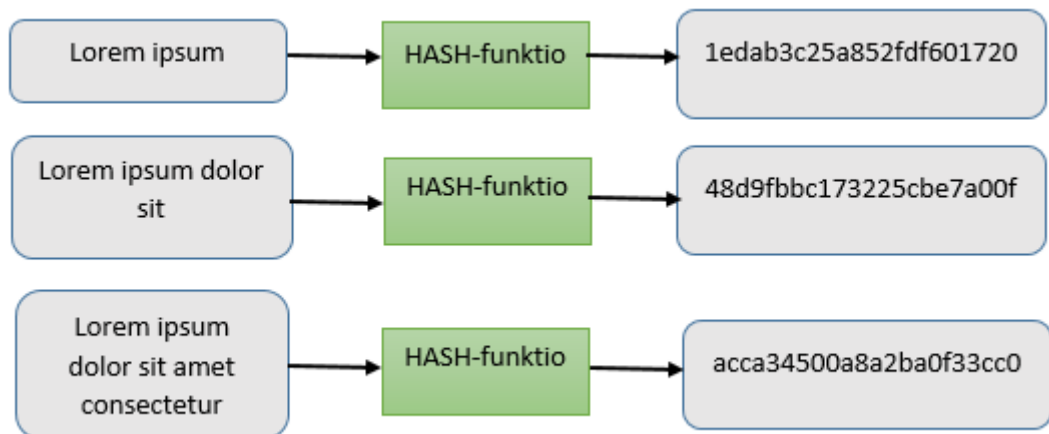 Lorem ipsum
HASH-funktio
1edab3c25a852fdf601720
Lorem ipsum dolor
sit
HASH-funktio
48d9fbbc173225cbe7a00f
Lorem ipsum
dolor sit amet
consectetur
HASH-funktio
acca34500a8a2ba0f33cc0